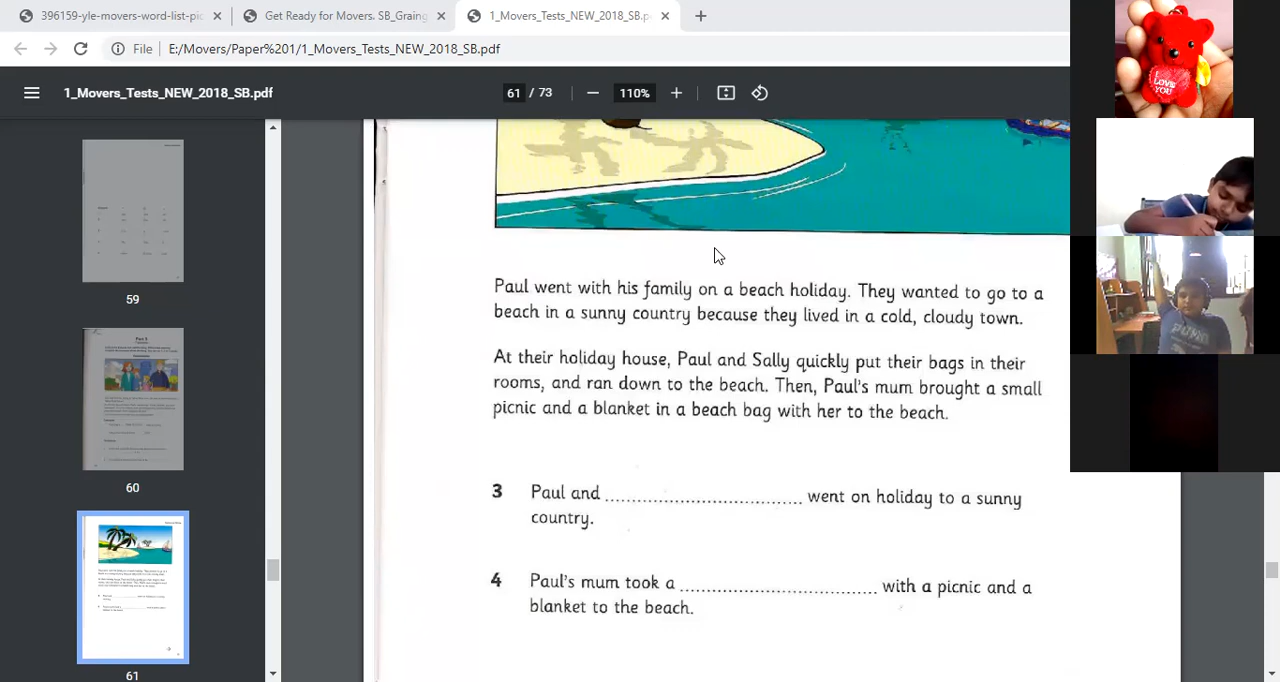 396159-yle-movers-word-list-pic
Get Ready for Movers. SB_Graing
1_Movers_Tests_NEW_2018_SB.p
File
E:/Movers/Paper%201/1_Movers_Tests_NEW_2018_SB.pdf
1_Movers_Tests_NEW_2018_SB.pdf
61 / 73
110%
I LOVE YOU
59
60
61
Paul went with his family on a beach holiday. They wanted to go to a
beach in a sunny country because they lived in a cold, cloudy town.
At their holiday house, Paul and Sally quickly put their bags in their
rooms, and ran down to the beach. Then, Paul's mum brought a small
picnic and a blanket in a beach bag with her to the beach.
3 Paul and .................................... went on holiday to a sunny
country.
4 Paul's mum took a .................................... with a picnic and a
blanket to the beach.